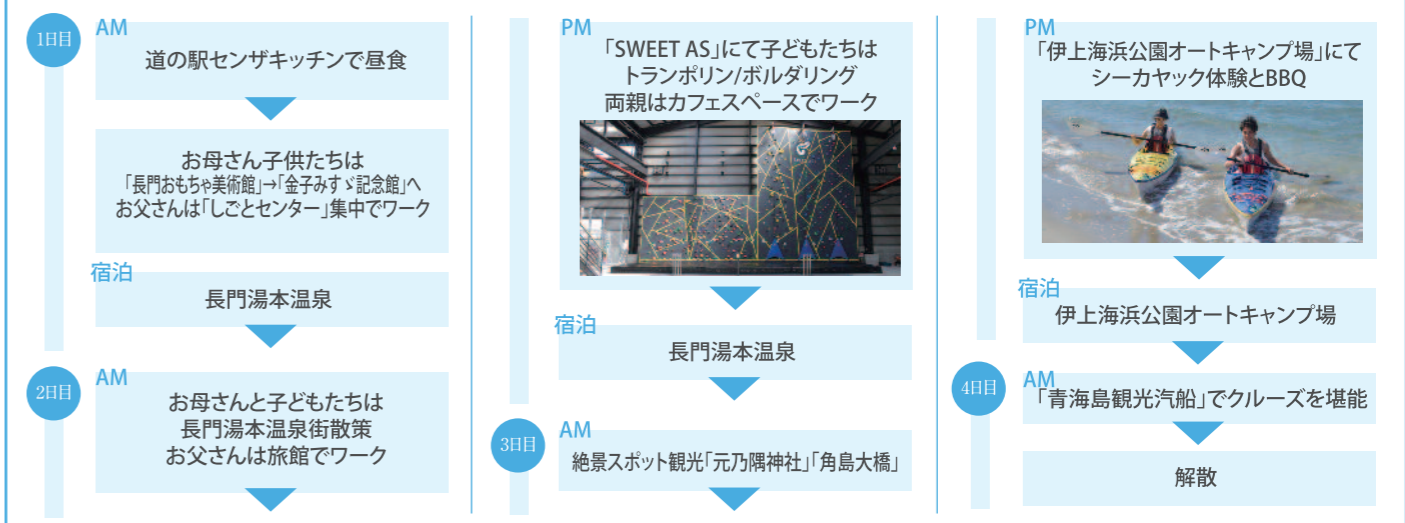 1日目
AM
道の駅センザキッチンで昼食
お母さん子供たちは
「長門おもちゃ美術館」→「金子みすゞ記念館」へ
お父さんは「しごとセンター」集中でワーク
宿泊
長門湯本温泉
2日目
AM
お母さんと子どもたちは
長門湯本温泉街散策
お父さんは旅館でワーク
PM
「SWEET AS」にて子どもたちは
トランポリン/ボルダリング
両親はカフェスペースでワーク
宿泊
長門湯本温泉
3日目
AM
絶景スポット観光「元乃隅神社」「角島大橋」
PM
「伊上海浜公園オートキャンプ場」にて
シーカヤック体験とBBQ
宿泊
伊上海浜公園オートキャンプ場
4日目
AM
「青海島観光汽船」でクルーズを堪能
解散